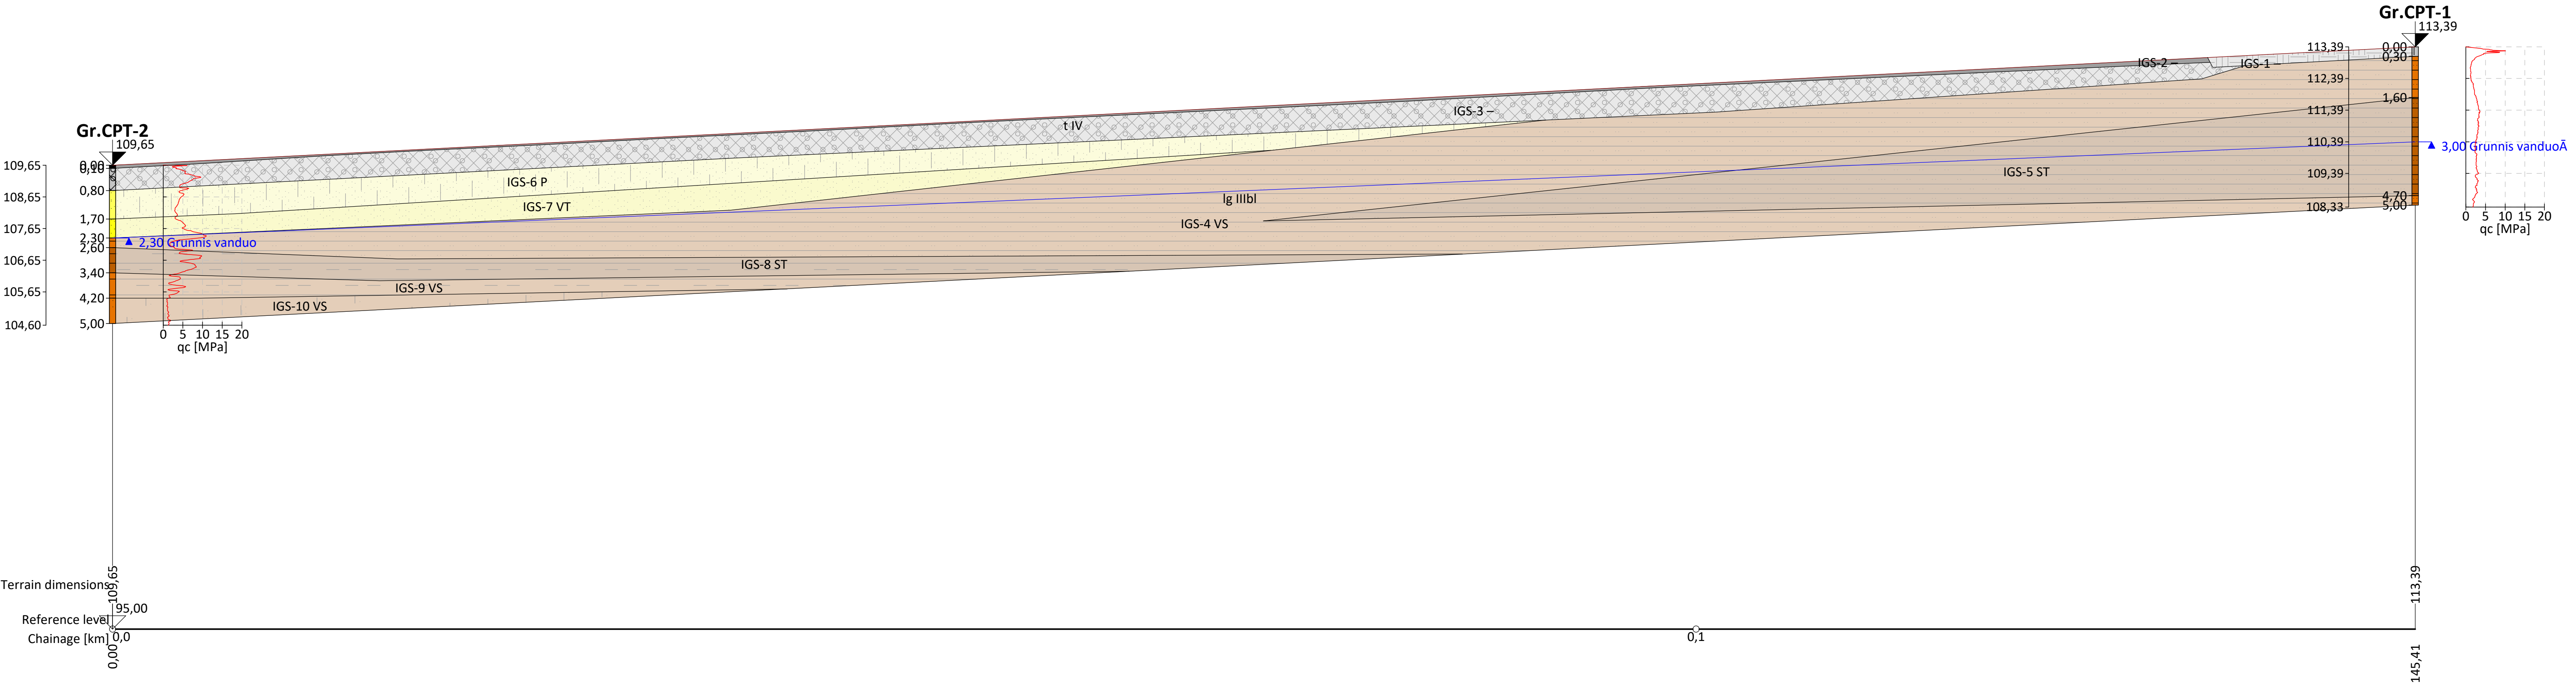 Gr.CPT-1
113,39
Gr.CPT-2
109,65
IGS-2 –
IGS-1 –
IGS-3 –
t IV
IGS-6 P
IGS-7 VT
lg IIIbl
IGS-5 ST
IGS-4 VS
IGS-8 ST
IGS-9 VS
IGS-10 VS
109,65
108,65
107,65
106,65
105,65
104,60
0,00
0,10
0,80
1,70
2,30
2,60
3,40
4,20
5,00
2,30 Grunnis vanduo
0 5 10 15 20
qc [MPa]
113,39
112,39
111,39
110,39
109,39
108,33
0,00
0,30
1,60
4,70
5,00
3,00 Grunnis vanduoÃ
0 5 10 15 20
qc [MPa]
Terrain dimensions
109,65
113,39
Reference level
95,00
Chainage [km]
0,0
0,1
0,00
145,41